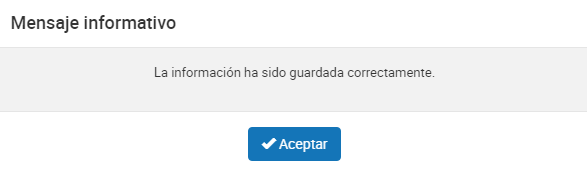 Mensaje informativo
La información ha sido guardada correctamente.
Aceptar